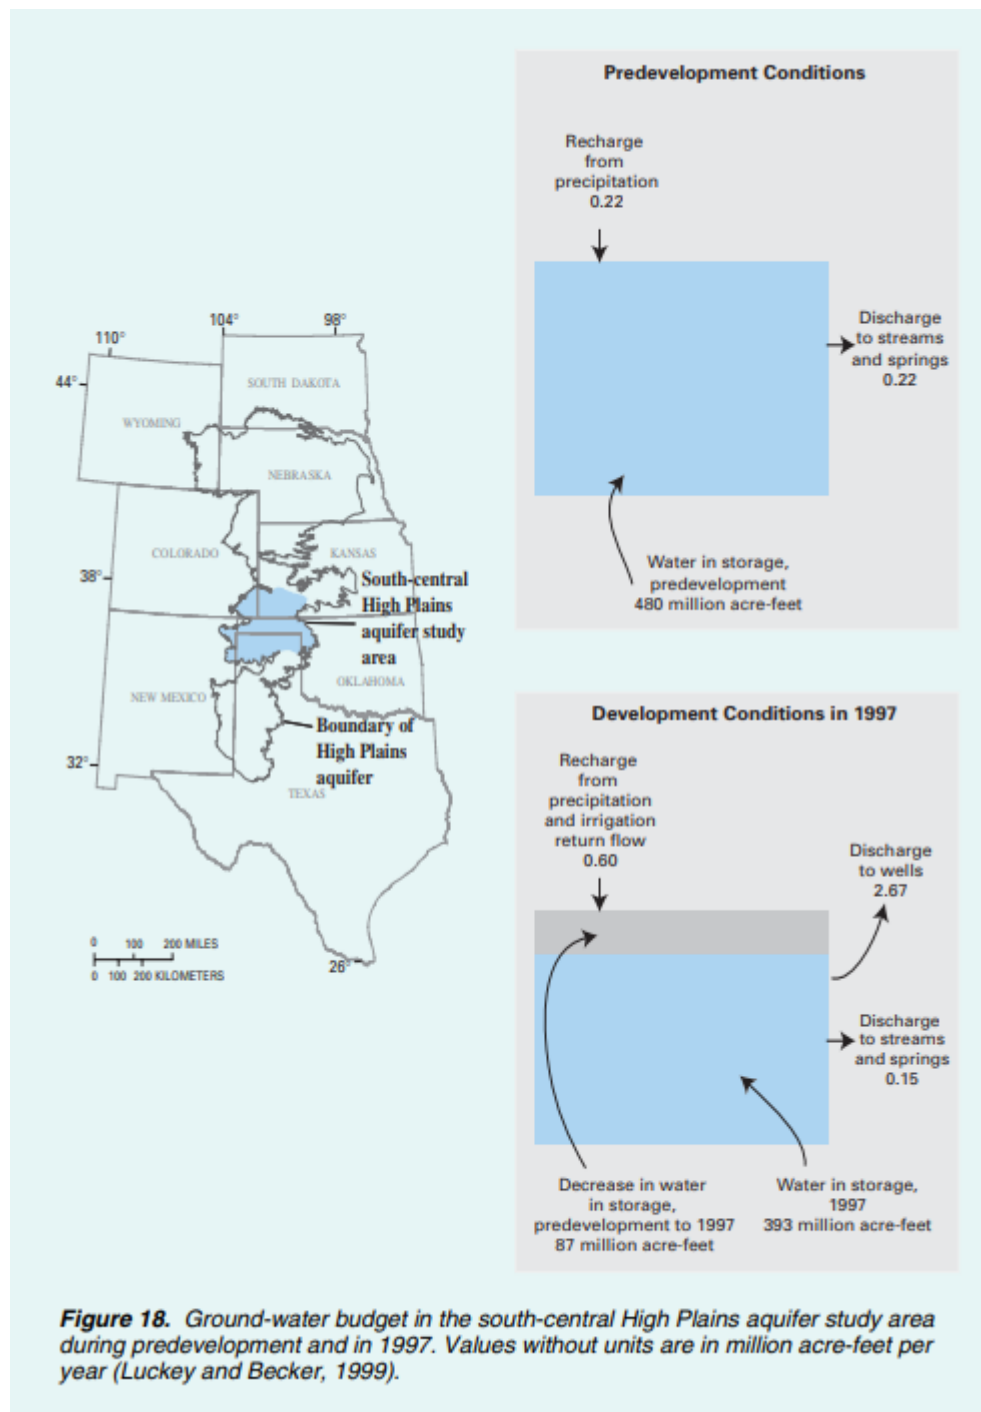 Predevelopment Conditions
Recharge
from
precipitation
0.22
Discharge
to streams
and springs
0.22
Water in storage,
predevelopment
480 million acre-feet
110°
104°
98°
44°
38°
32°
26°
SOUTH DAKOTA
WYOMING
NEBRASKA
COLORADO
KANSAS
South-central
High Plains
aquifer study
area
OKLAHOMA
NEW MEXICO
Boundary of
High Plains
aquifer
TEXAS
0 100 200 MILES
0 100 200 KILOMETERS
Development Conditions in 1997
Recharge
from
precipitation
and irrigation
return flow
0.60
Discharge
to wells
2.67
Discharge
to streams
and springs
0.15
Decrease in water
in storage,
predevelopment to 1997
87 million acre-feet
Water in storage,
1997
393 million acre-feet
Figure 18. Ground-water budget in the south-central High Plains aquifer study area
during predevelopment and in 1997. Values without units are in million acre-feet per
year (Luckey and Becker, 1999).